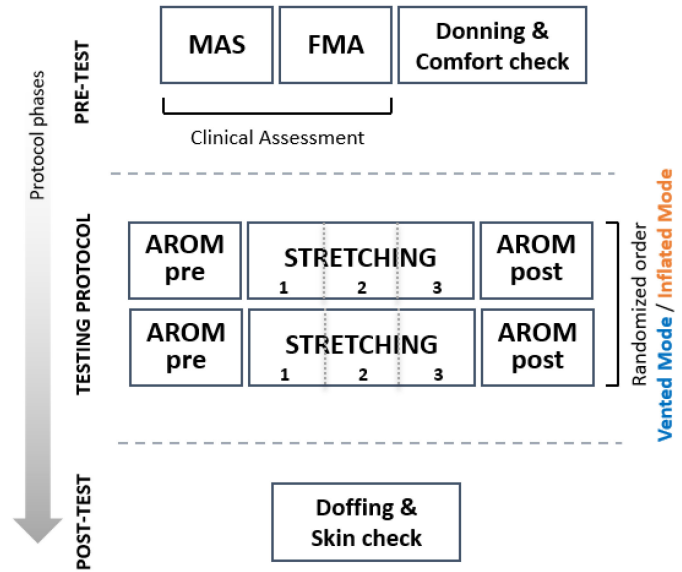 Protocol phases
PRE-TEST
MAS
FMA
Donning &
Comfort check
Clinical Assessment
TESTING PROTOCOL
AROM
pre
STRETCHING
1 2 3
AROM
post
AROM
pre
STRETCHING
1 2 3
AROM
post
Randomized order
Vented Mode / Inflated Mode
POST-TEST
Doffing &
Skin check